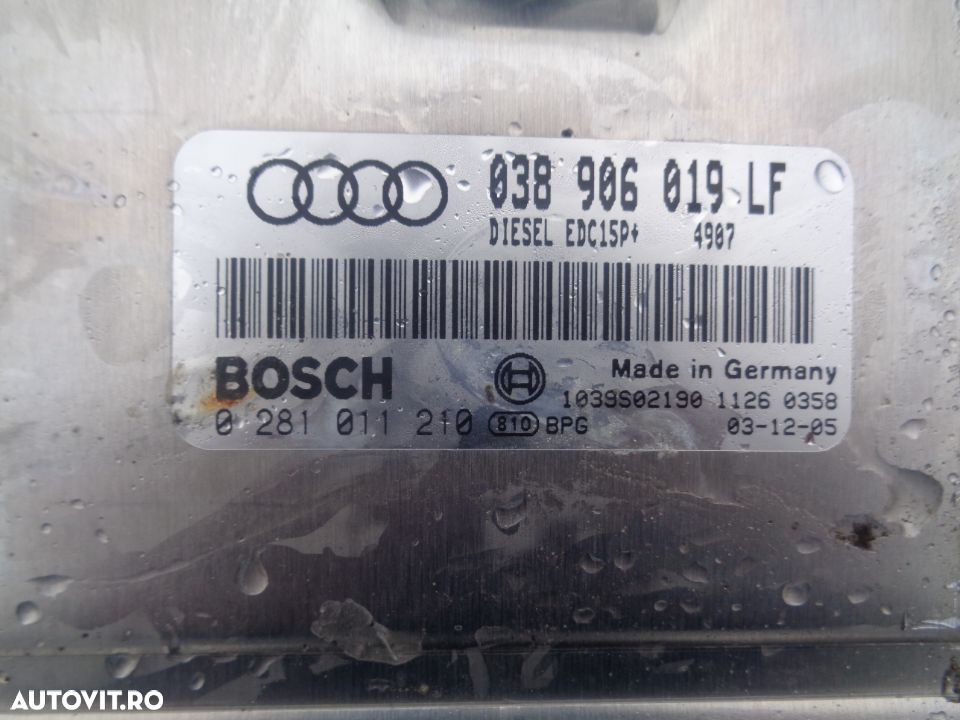 038 906 019 LF
DIESEL EDC15P+ 4907
BOSCH
Made in Germany
1039S02190 1126 0358
0 281 011 210 810 BPG 03-12-05
AUTOVIT.RO